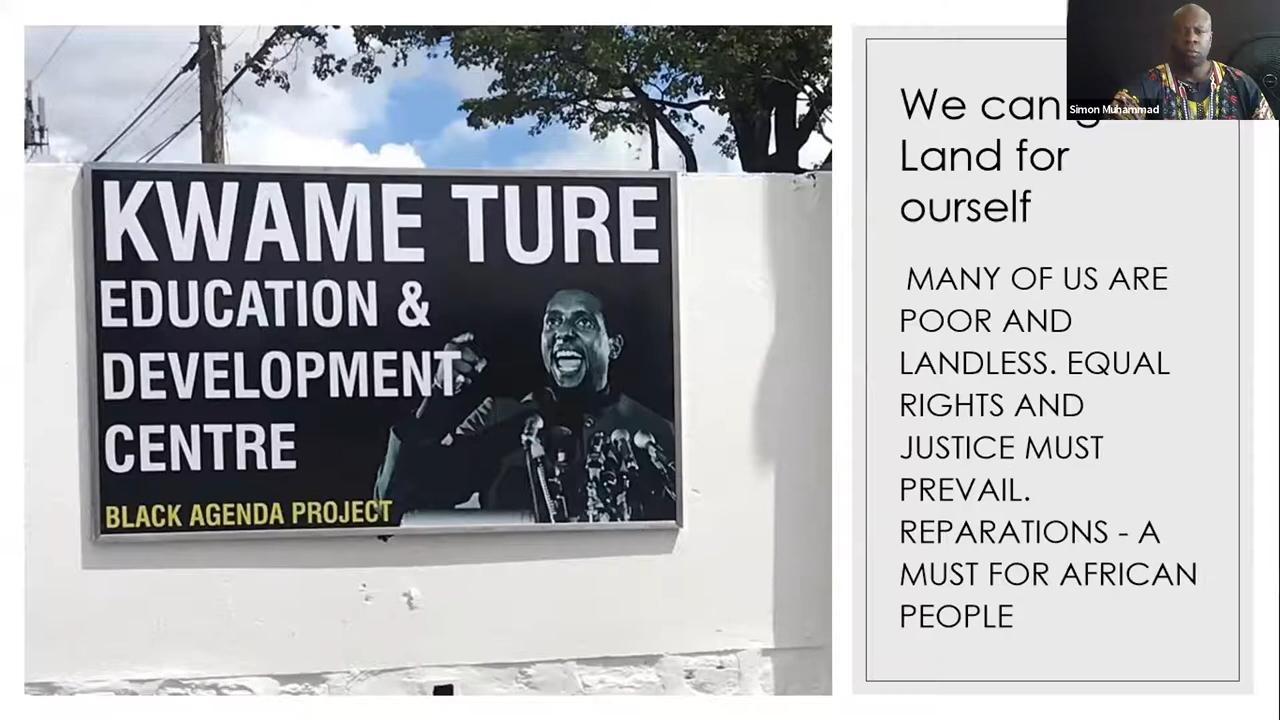 KWAME TURE
EDUCATION &
DEVELOPMENT
CENTRE
BLACK AGENDA PROJECT
We can
Land for
ourself
MANY OF US ARE
POOR AND
LANDLESS. EQUAL
RIGHTS AND
JUSTICE MUST
PREVAIL.
REPARATIONS - A
MUST FOR AFRICAN
PEOPLE
Simon Muhammad